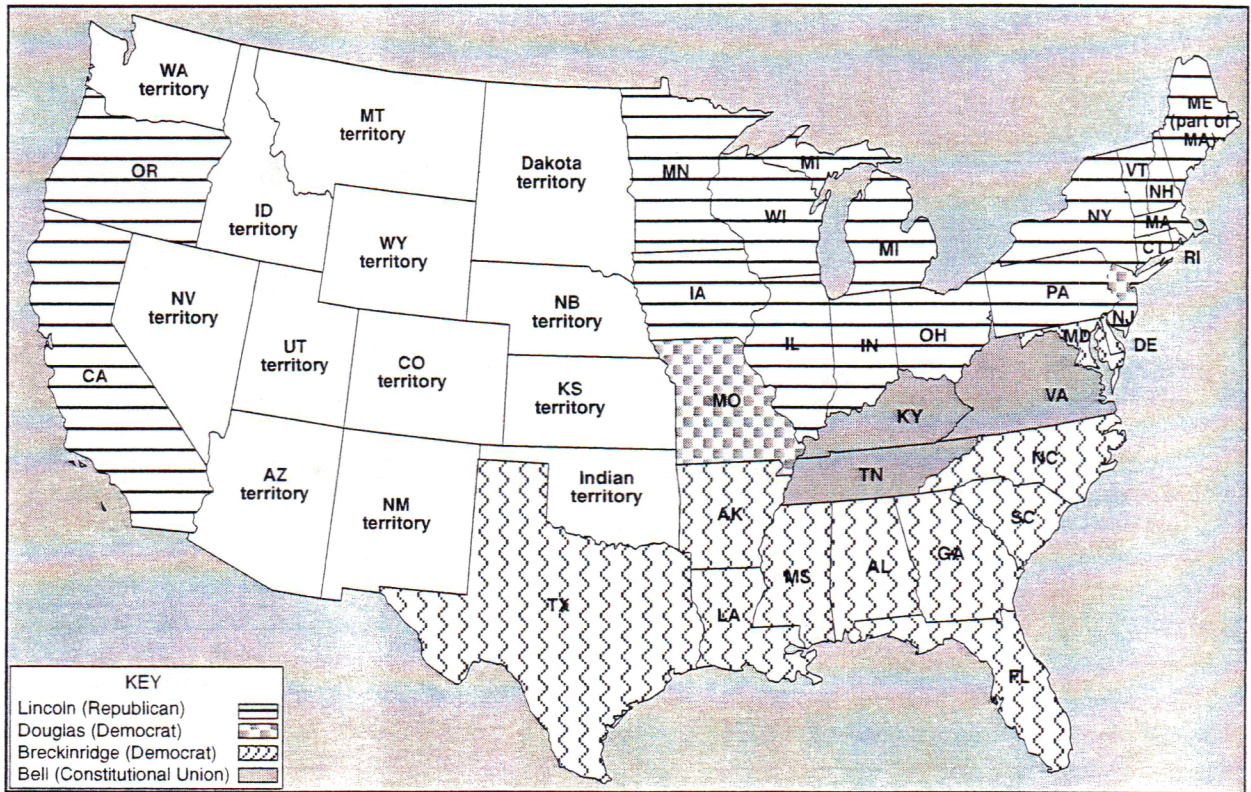 WA
territory
MT
territory
Dakota
territory
OR
ID
territory
WY
territory
MN
MI
WI
MI
ME
(part of
MA)
VT
NH
NY
MA
CT
RI
NV
territory
NB
territory
IA
PA
NJ
UT
territory
CO
territory
IL
IN
OH
MD
DE
CA
KS
territory
MO
KY
VA
AZ
territory
NM
territory
Indian
territory
TN
NC
AK
SC
MS
AL
GA
TX
LA
FL
KEY
Lincoln (Republican)
Douglas (Democrat)
Breckinridge (Democrat)
Bell (Constitutional Union)